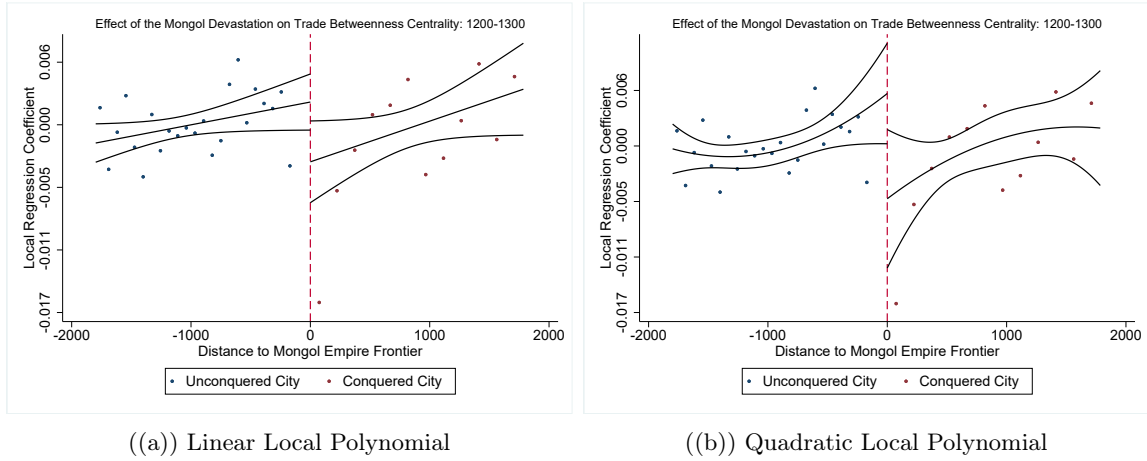 Effect of the Mongol Devastation on Trade Betweenness Centrality: 1200-1300
Local Regression Coefficient
0.006
0.000
-0.005
-0.011
-0.017
-2000 -1000 0 1000 2000
Distance to Mongol Empire Frontier
Unconquered City Conquered City
((a)) Linear Local Polynomial
Effect of the Mongol Devastation on Trade Betweenness Centrality: 1200-1300
Local Regression Coefficient
0.006
0.000
-0.005
-0.011
-0.017
-2000 -1000 0 1000 2000
Distance to Mongol Empire Frontier
Unconquered City Conquered City
((b)) Quadratic Local Polynomial